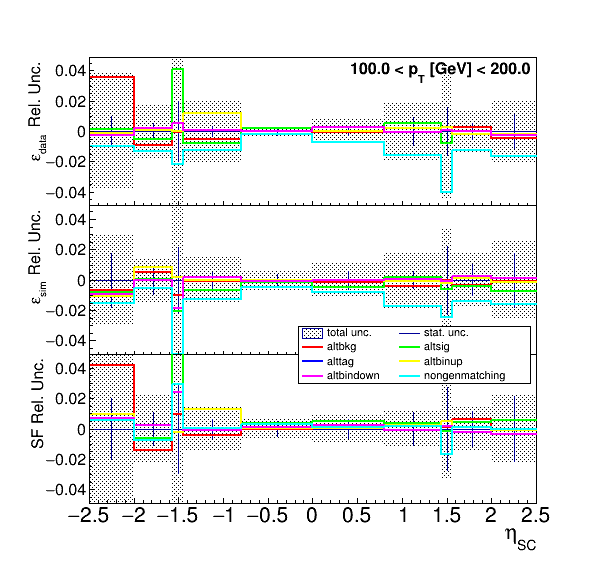 100.0 < p_T [GeV] < 200.0
ε_data Rel. Unc.
0.04
0.02
0
−0.02
−0.04
ε_sim Rel. Unc.
0.04
0.02
0
−0.02
−0.04
total unc. stat. unc.
altbkg altsig
alttag altbinup
altbindown nongenmatching
SF Rel. Unc.
0.04
0.02
0
−0.02
−0.04
−2.5 −2 −1.5 −1 −0.5 0 0.5 1 1.5 2 2.5
η_SC